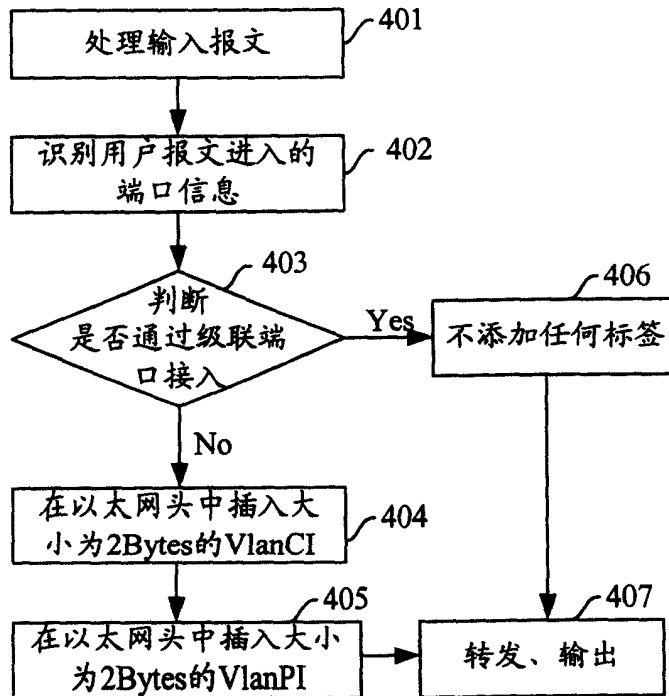 处理输入报文
401
识别用户报文进入的
端口信息
402
403
判断
是否通过级联端
口接入
Yes
406
不添加任何标签
No
在以太网头中插入大
小为2Bytes的VlanCI
404
405
在以太网头中插入大小
为2Bytes的VlanPI
407
转发、输出